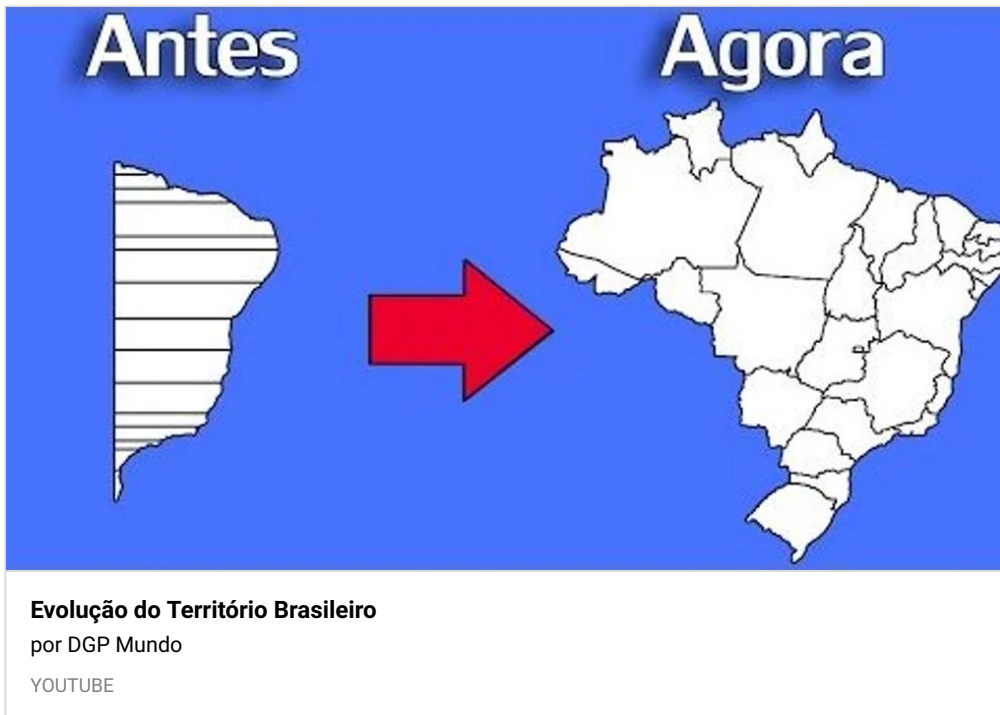 Antes
Agora
Evolução do Território Brasileiro
por DGP Mundo
YOUTUBE